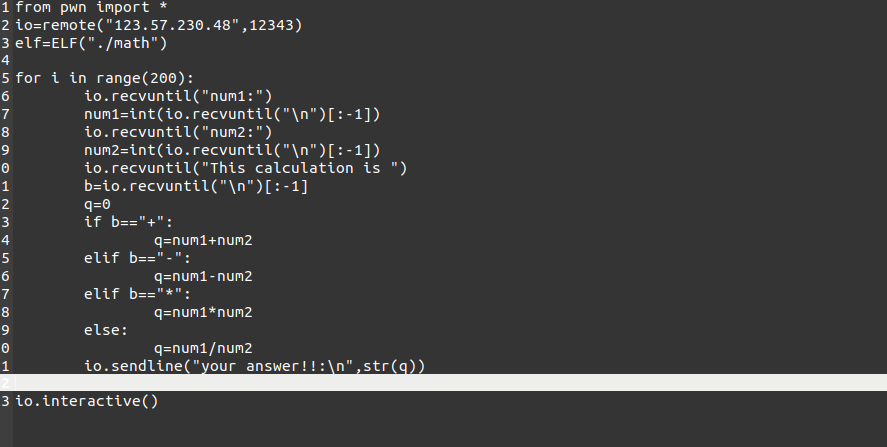 1 from pwn import *
2 io=remote("123.57.230.48",12343)
3 elf=ELF("./math")
4
5 for i in range(200):
6         io.recvuntil("num1:")
7         num1=int(io.recvuntil("\n")[:-1])
8         io.recvuntil("num2:")
9         num2=int(io.recvuntil("\n")[:-1])
0         io.recvuntil("This calculation is ")
1         b=io.recvuntil("\n")[:-1]
2         q=0
3         if b=="+":
4                 q=num1+num2
5         elif b=="-":
6                 q=num1-num2
7         elif b=="*":
8                 q=num1*num2
9         else:
0                 q=num1/num2
1         io.sendline("your answer!!:\n",str(q))
2
3 io.interactive()